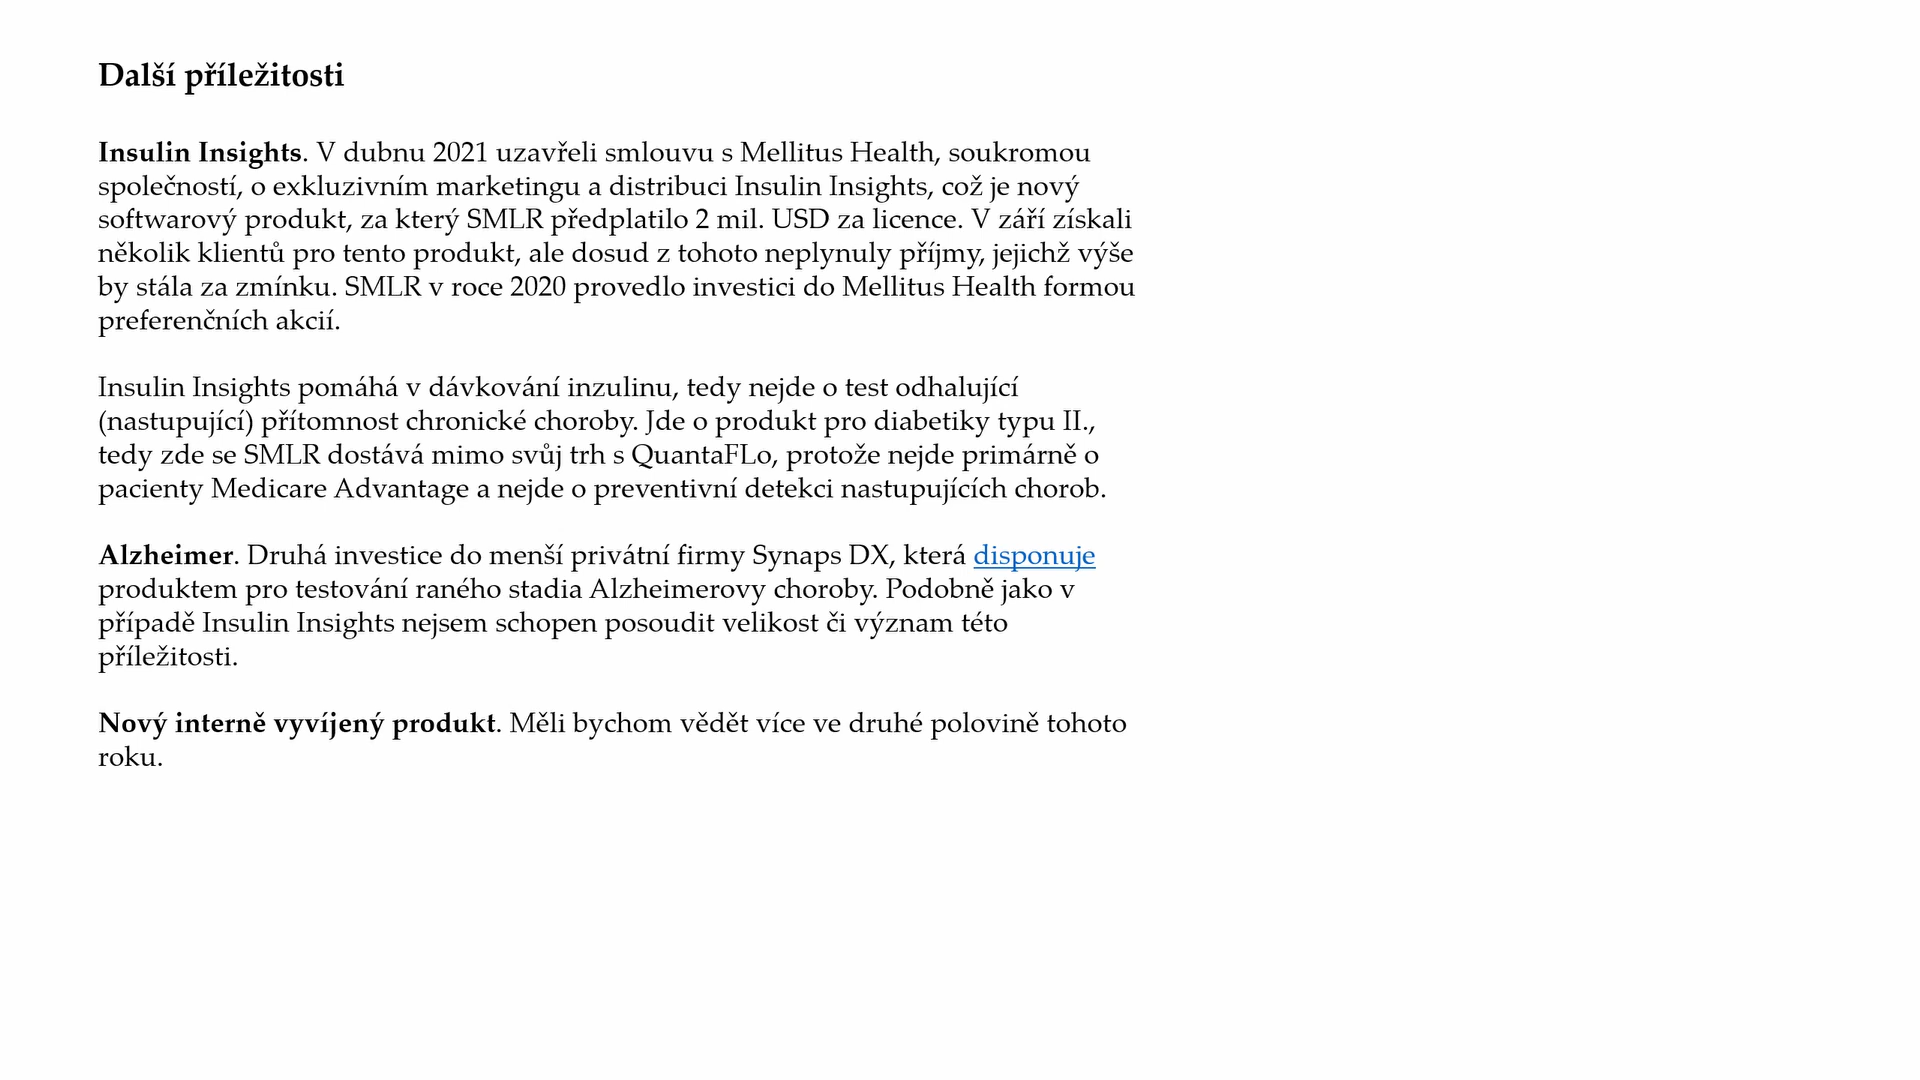 Další příležitosti
Insulin Insights. V dubnu 2021 uzavřeli smlouvu s Mellitus Health, soukromou
společností, o exkluzivním marketingu a distribuci Insulin Insights, což je nový
softwarový produkt, za který SMLR předplatilo 2 mil. USD za licence. V září získali
několik klientů pro tento produkt, ale dosud z tohoto neplynuly příjmy, jejichž výše
by stála za zmínku. SMLR v roce 2020 provedlo investici do Mellitus Health formou
preferenčních akcií.
Insulin Insights pomáhá v dávkování inzulinu, tedy nejde o test odhalující
(nastupující) přítomnost chronické choroby. Jde o produkt pro diabetiky typu II.,
tedy zde se SMLR dostává mimo svůj trh s QuantaFLo, protože nejde primárně o
pacienty Medicare Advantage a nejde o preventivní detekci nastupujících chorob.
Alzheimer. Druhá investice do menší privátní firmy Synaps DX, která disponuje
produktem pro testování raného stadia Alzheimerovy choroby. Podobně jako v
případě Insulin Insights nejsem schopen posoudit velikost či význam této
příležitosti.
Nový interně vyvíjený produkt. Měli bychom vědět více ve druhé polovině tohoto
roku.